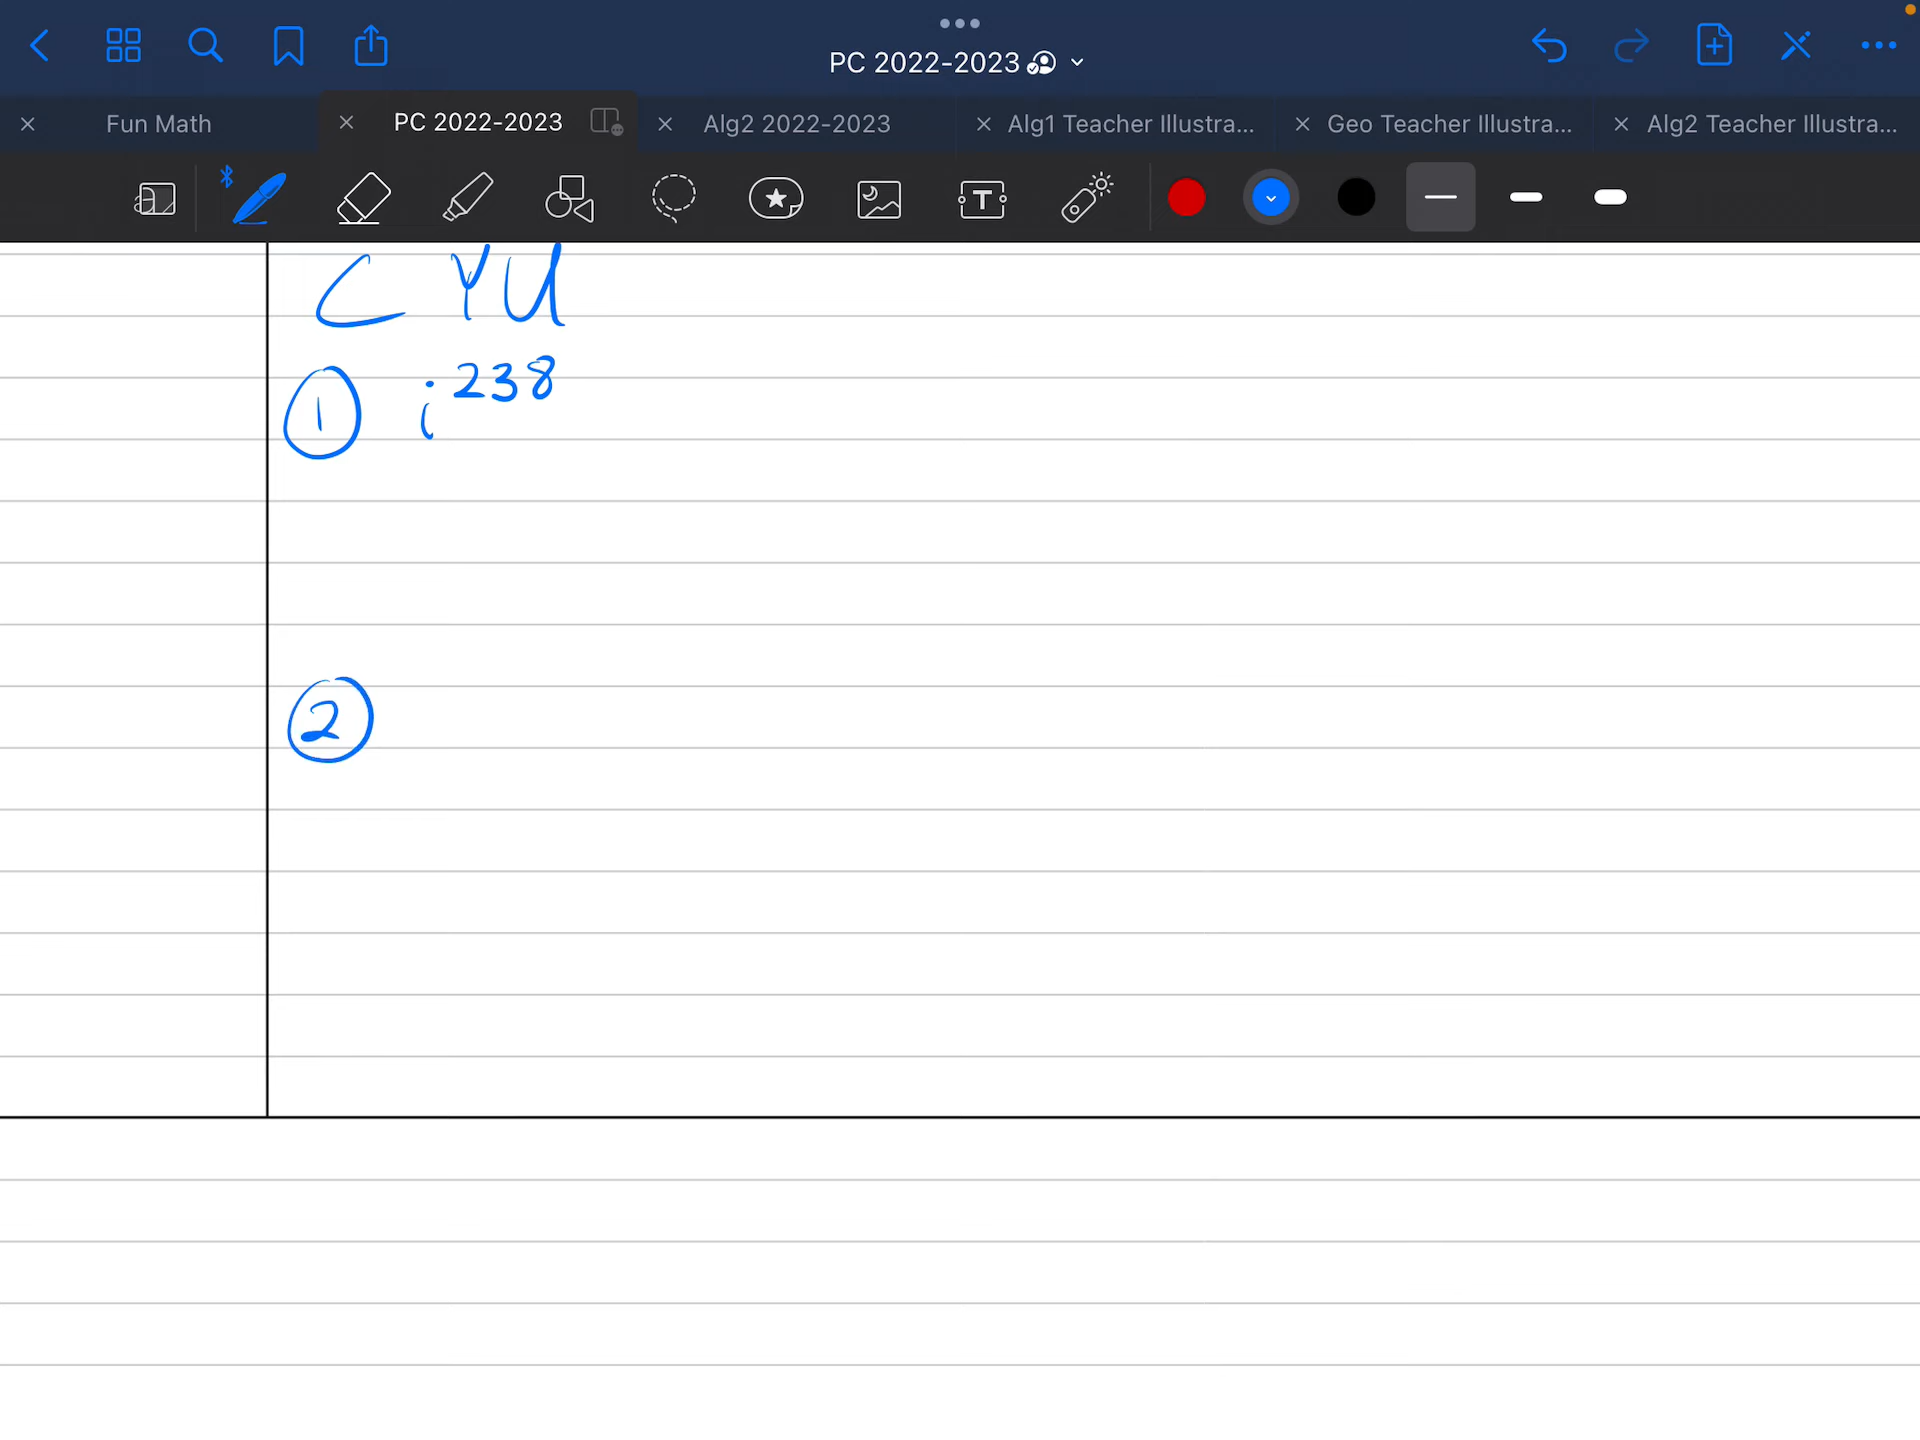 PC 2022-2023
Fun Math
PC 2022-2023
Alg2 2022-2023
Alg1 Teacher Illustra...
Geo Teacher Illustra...
Alg2 Teacher Illustra...
CYU
① i²³⁸
②